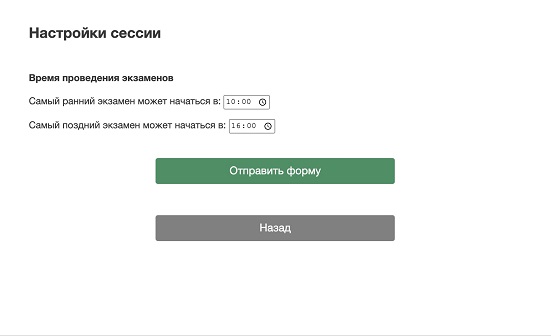 Настройки сессии
Время проведения экзаменов
Самый ранний экзамен может начаться в: 10:00
Самый поздний экзамен может начаться в: 16:00
Отправить форму
Назад